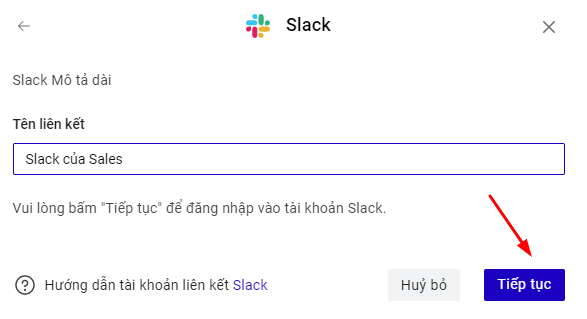 Slack
Slack Mô tả dài
Tên liên kết
Slack của Sales
Vui lòng bấm "Tiếp tục" để đăng nhập vào tài khoản Slack.
Hướng dẫn tài khoản liên kết Slack
Huỷ bỏ
Tiếp tục